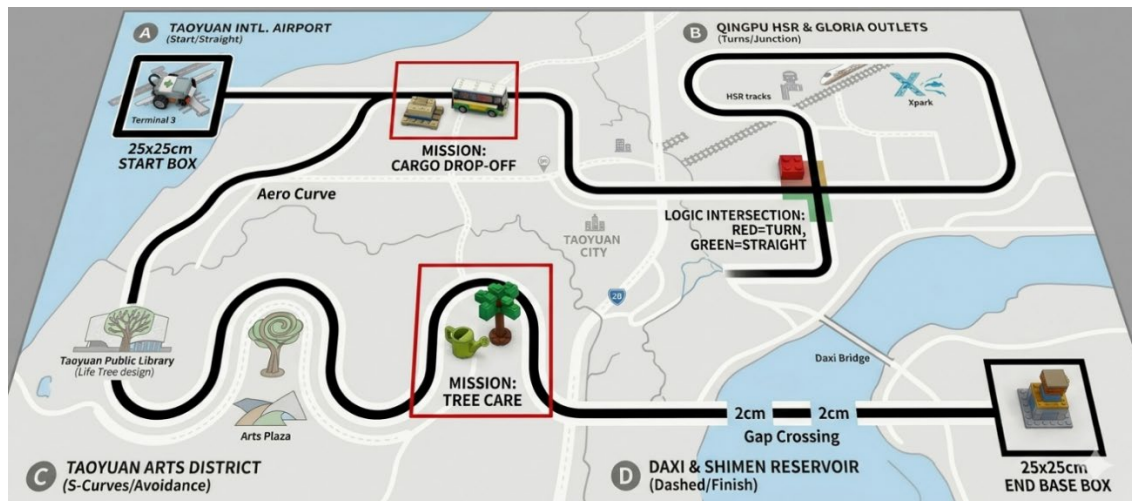 A TAOYUAN INTL. AIRPORT
(Start/Straight)
Terminal 3
25x25cm
START BOX
MISSION:
CARGO DROP-OFF
Aero Curve
B QINGPU HSR & GLORIA OUTLETS
(Turns/Junction)
HSR tracks
X
Xpark
LOGIC INTERSECTION:
RED=TURN,
GREEN=STRAIGHT
TAOYUAN
CITY
28
Taoyuan Public Library
(Life Tree design)
Arts Plaza
MISSION:
TREE CARE
Daxi Bridge
2cm 2cm
Gap Crossing
C TAOYUAN ARTS DISTRICT
(S-Curves/Avoidance)
D DAXI & SHIMEN RESERVOIR
(Dashed/Finish)
25x25cm
END BASE BOX